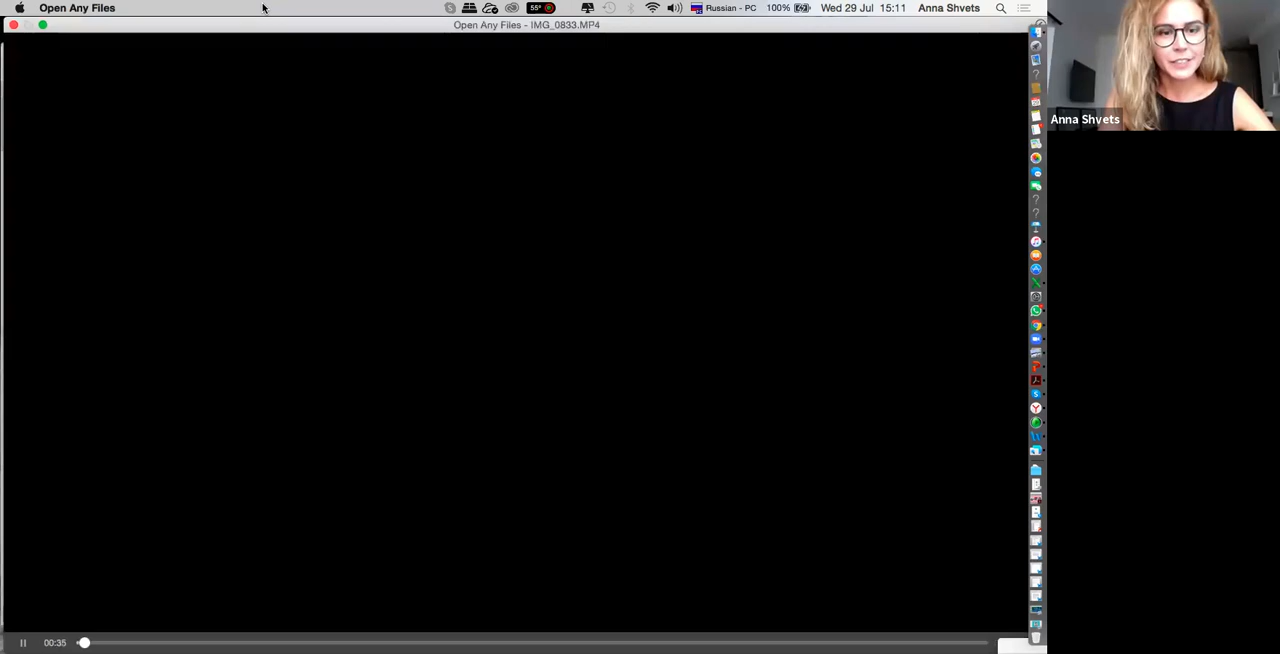 Open Any Files
55°
Russian - PC
100%
Wed 29 Jul 15:11
Anna Shvets
Open Any Files - IMG_0833.MP4
Anna Shvets
00:35